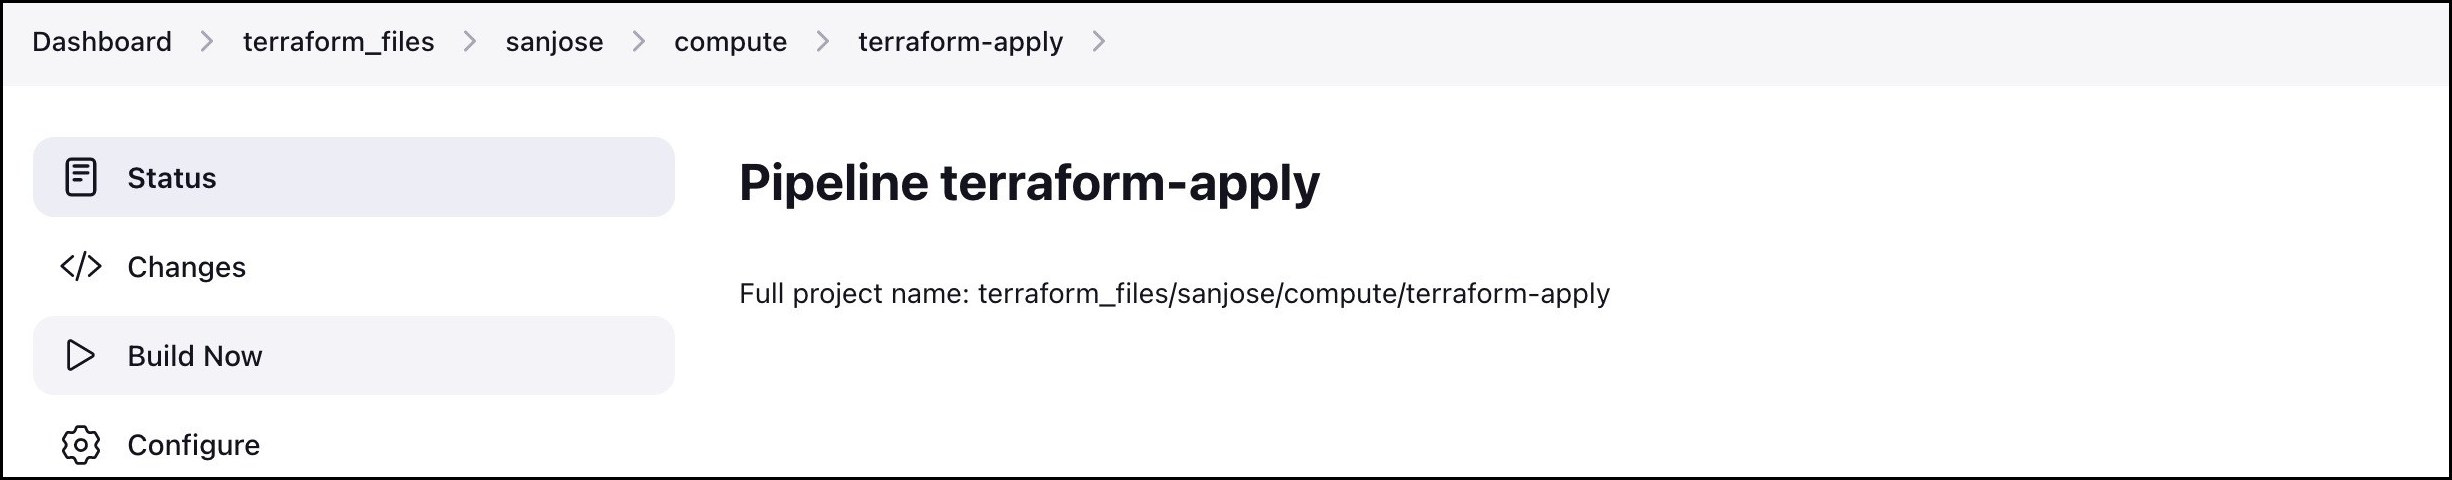 Dashboard > terraform_files > sanjose > compute > terraform-apply >
Status
Changes
Build Now
Configure
Pipeline terraform-apply
Full project name: terraform_files/sanjose/compute/terraform-apply